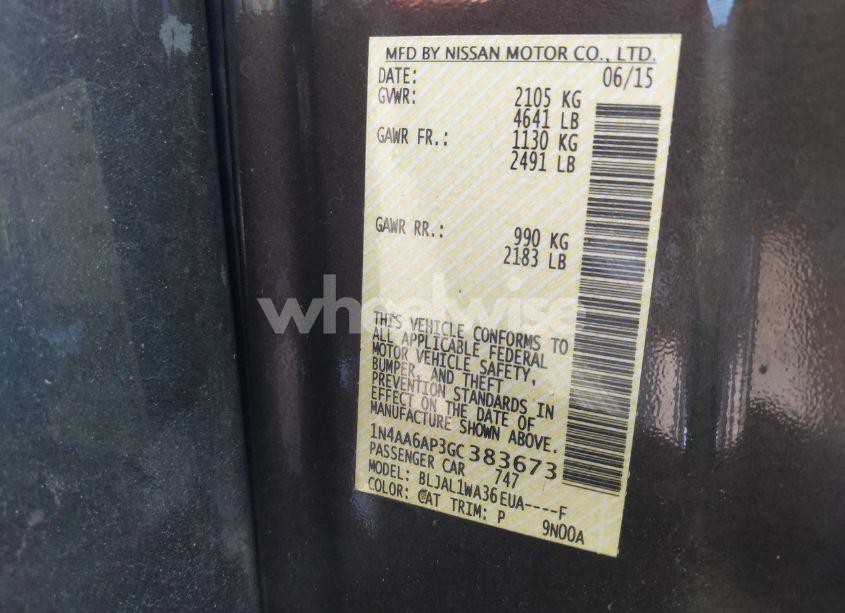 MFD BY NISSAN MOTOR CO., LTD.
DATE: 06/15
GVWR: 2105 KG
4641 LB
GAWR FR.: 1130 KG
2491 LB
GAWR RR.: 990 KG
2183 LB
wheelwise
THIS VEHICLE CONFORMS TO
ALL APPLICABLE FEDERAL
MOTOR VEHICLE SAFETY,
BUMPER, AND THEFT
PREVENTION STANDARDS IN
EFFECT ON THE DATE OF
MANUFACTURE SHOWN ABOVE.
1N4AA6AP3GC383673
PASSENGER CAR 747
MODEL: BLJAL1WA36EUA----F
COLOR: CAT TRIM: P 9N00A